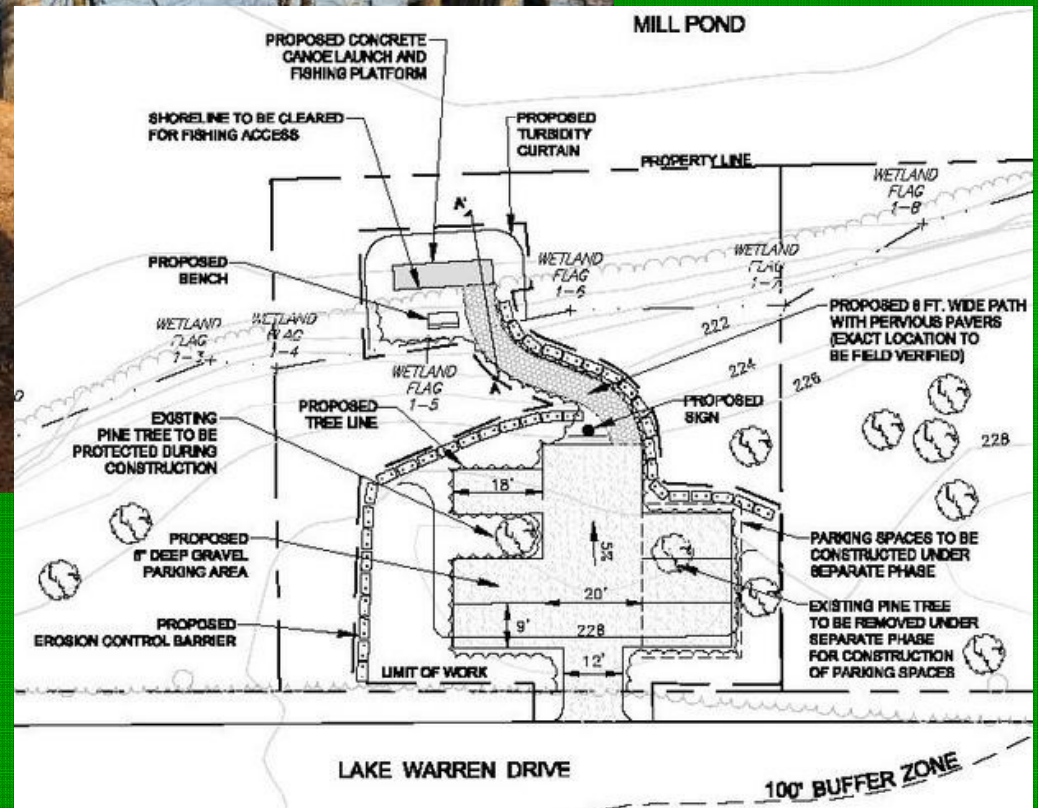 MILL POND
PROPOSED CONCRETE
CANOE LAUNCH AND
FISHING PLATFORM
SHORELINE TO BE CLEARED
FOR FISHING ACCESS
PROPOSED
TURBIDITY
CURTAIN
PROPERTY LINE
WETLAND
FLAG
1-8
A'
PROPOSED
BENCH
WETLAND
FLAG
1-6
WETLAND
FLAG
1-7
WETLAND
FLAG
1-3
WETLAND
FLAG
1-4
WETLAND
FLAG
1-5
A
222
224
226
228
PROPOSED 6 FT. WIDE PATH
WITH PERVIOUS PAVERS
(EXACT LOCATION TO
BE FIELD VERIFIED)
PROPOSED
TREE LINE
PROPOSED
SIGN
EXISTING
PINE TREE TO BE
PROTECTED DURING
CONSTRUCTION
18'
5%
PROPOSED
6" DEEP GRAVEL
PARKING AREA
PARKING SPACES TO BE
CONSTRUCTED UNDER
SEPARATE PHASE
20'
9'
228
12'
EXISTING PINE TREE
TO BE REMOVED UNDER
SEPARATE PHASE
FOR CONSTRUCTION
OF PARKING SPACES
PROPOSED
EROSION CONTROL BARRIER
LIMIT OF WORK
LAKE WARREN DRIVE
100' BUFFER ZONE